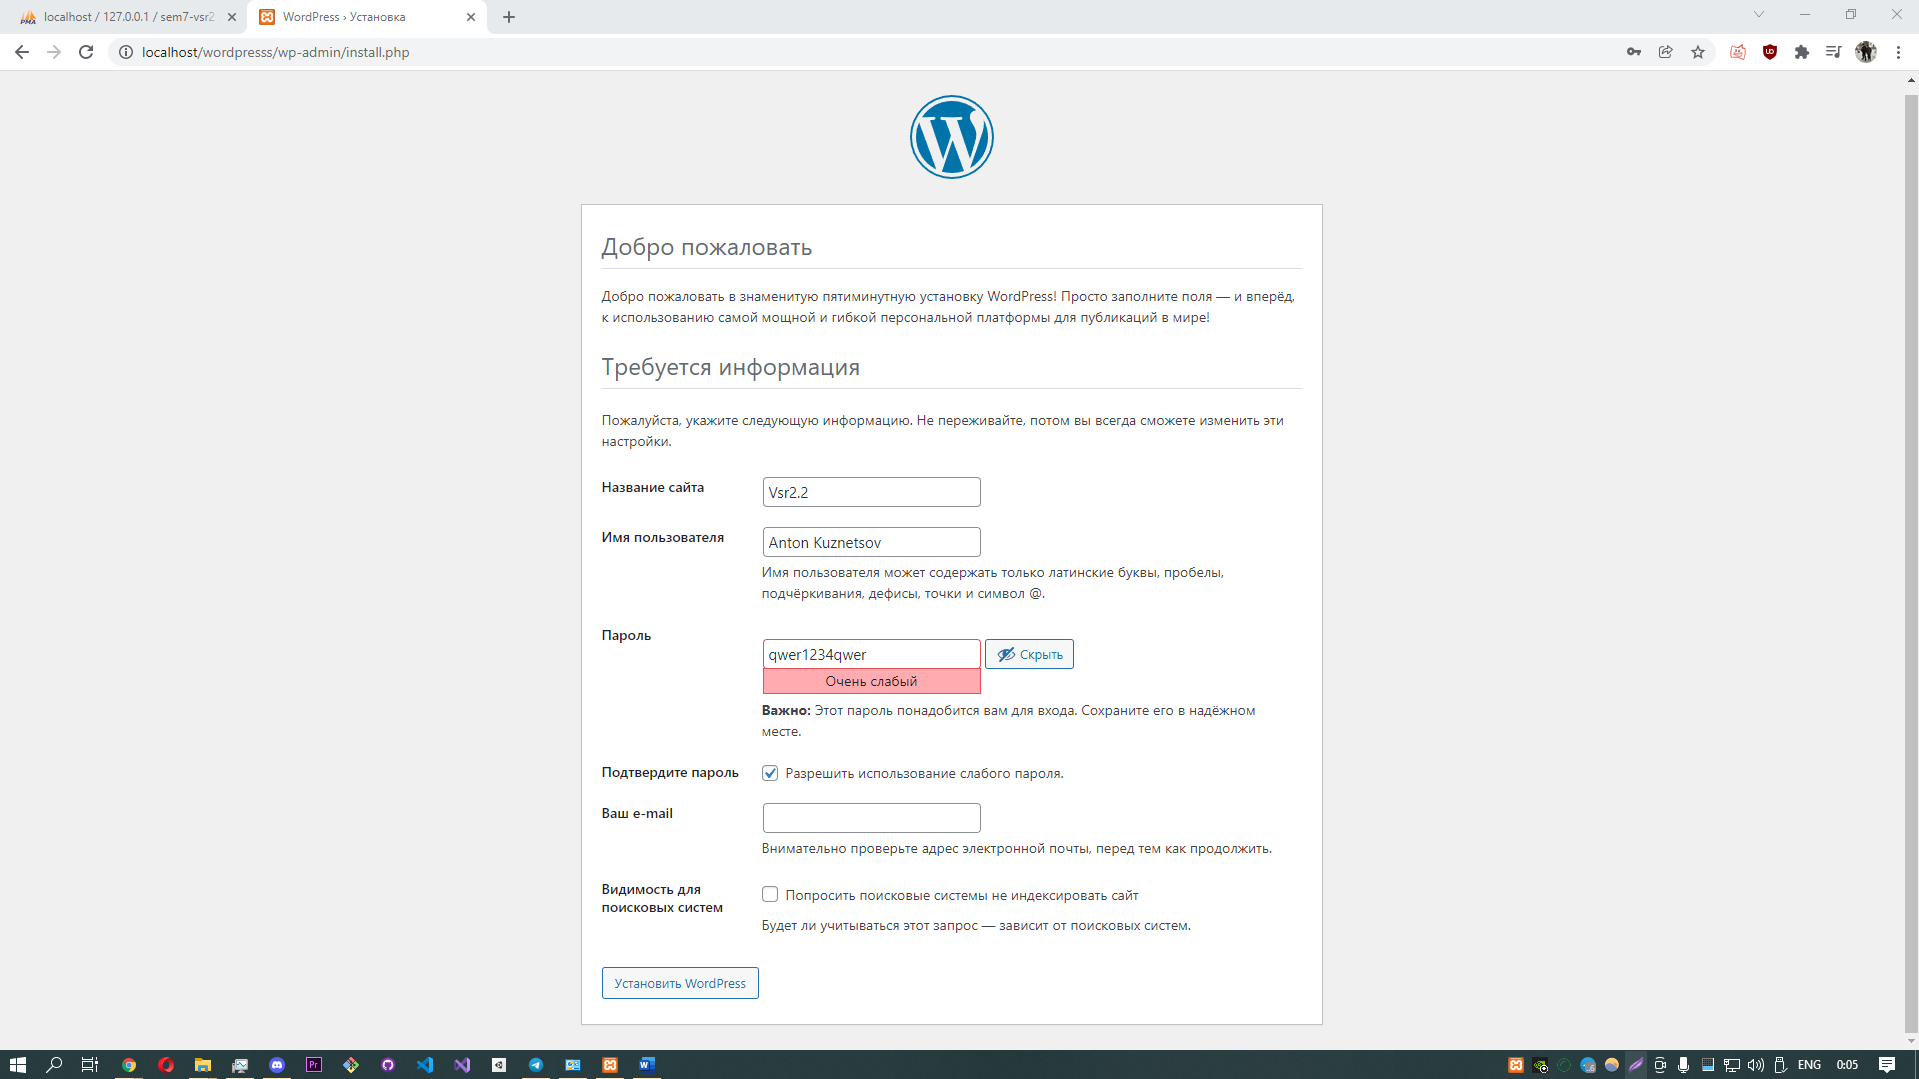 localhost / 127.0.0.1 / sem7-vsr2
WordPress › Установка
localhost/wordpresss/wp-admin/install.php
Добро пожаловать
Добро пожаловать в знаменитую пятиминутную установку WordPress! Просто заполните поля — и вперёд,
к использованию самой мощной и гибкой персональной платформы для публикаций в мире!
Требуется информация
Пожалуйста, укажите следующую информацию. Не переживайте, потом вы всегда сможете изменить эти
настройки.
Название сайта
Vsr2.2
Имя пользователя
Anton Kuznetsov
Имя пользователя может содержать только латинские буквы, пробелы,
подчёркивания, дефисы, точки и символ @.
Пароль
qwer1234qwer
Скрыть
Очень слабый
Важно: Этот пароль понадобится вам для входа. Сохраните его в надёжном
месте.
Подтвердите пароль
Разрешить использование слабого пароля.
Ваш e-mail
Внимательно проверьте адрес электронной почты, перед тем как продолжить.
Видимость для
поисковых систем
Попросить поисковые системы не индексировать сайт
Будет ли учитываться этот запрос — зависит от поисковых систем.
Установить WordPress
ENG
0:05